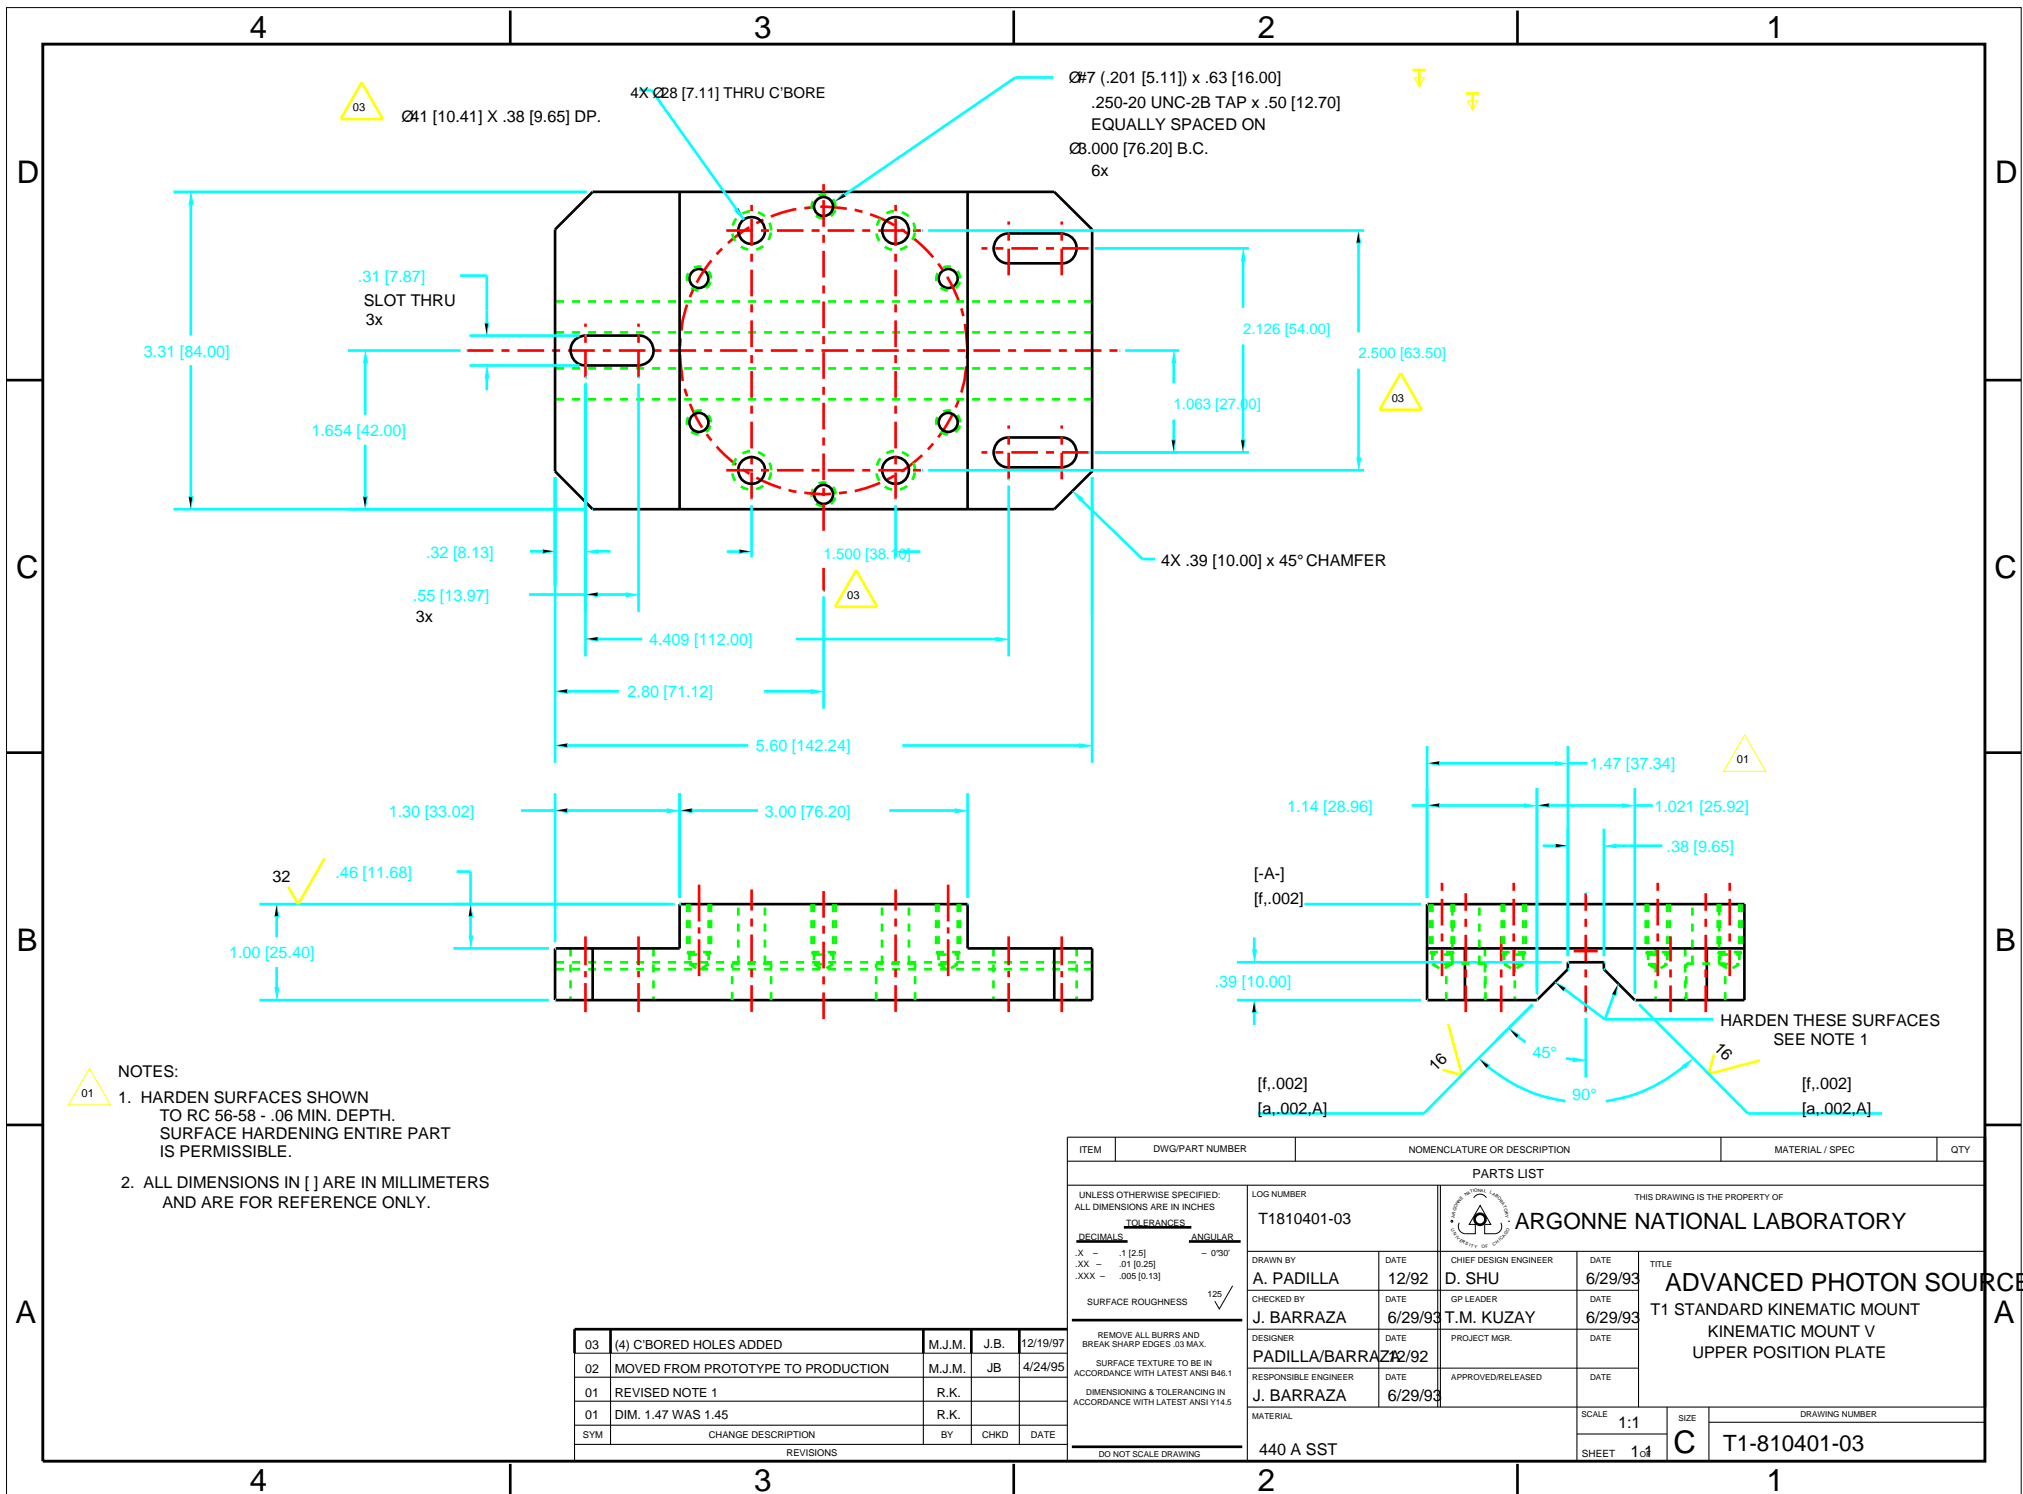 4 3 2 1
D
D
C
C
B
B
A
A
4 3 2 1
03
Ø41 [10.41] X .38 [9.65] DP.
4X Ø28 [7.11] THRU C'BORE
Ø#7 (.201 [5.11]) x .63 [16.00]
.250-20 UNC-2B TAP x .50 [12.70]
EQUALLY SPACED ON
Ø3.000 [76.20] B.C.
6x
.31 [7.87]
SLOT THRU
3x
3.31 [84.00]
1.654 [42.00]
2.126 [54.00]
2.500 [63.50]
03
1.063 [27.00]
.32 [8.13]
1.500 [38.10]
03
.55 [13.97]
3x
4X .39 [10.00] x 45° CHAMFER
4.409 [112.00]
2.80 [71.12]
5.60 [142.24]
1.30 [33.02]
3.00 [76.20]
32
.46 [11.68]
1.00 [25.40]
1.47 [37.34]
01
1.14 [28.96]
1.021 [25.92]
.38 [9.65]
[-A-]
[f,.002]
.39 [10.00]
HARDEN THESE SURFACES
SEE NOTE 1
16
45°
16
90°
[f,.002]
[a,.002,A]
[f,.002]
[a,.002,A]
01
NOTES:
1. HARDEN SURFACES SHOWN
TO RC 56-58 - .06 MIN. DEPTH.
SURFACE HARDENING ENTIRE PART
IS PERMISSIBLE.
2. ALL DIMENSIONS IN [ ] ARE IN MILLIMETERS
AND ARE FOR REFERENCE ONLY.
ITEM DWG/PART NUMBER NOMENCLATURE OR DESCRIPTION MATERIAL / SPEC QTY
PARTS LIST
UNLESS OTHERWISE SPECIFIED:
ALL DIMENSIONS ARE IN INCHES
TOLERANCES
DECIMALS ANGULAR
.X – .1 [2.5] – 0°30'
.XX – .01 [0.25]
.XXX – .005 [0.13]
SURFACE ROUGHNESS 125
REMOVE ALL BURRS AND
BREAK SHARP EDGES .03 MAX.
SURFACE TEXTURE TO BE IN
ACCORDANCE WITH LATEST ANSI B46.1
DIMENSIONING & TOLERANCING IN
ACCORDANCE WITH LATEST ANSI Y14.5
DO NOT SCALE DRAWING
LOG NUMBER
T1810401-03
THIS DRAWING IS THE PROPERTY OF
ARGONNE NATIONAL LABORATORY
ARGONNE NATIONAL LABORATORY
UNIVERSITY OF CHICAGO
DRAWN BY DATE CHIEF DESIGN ENGINEER DATE
A. PADILLA 12/92 D. SHU 6/29/93
CHECKED BY DATE GP LEADER DATE
J. BARRAZA 6/29/93 T.M. KUZAY 6/29/93
DESIGNER DATE PROJECT MGR. DATE
PADILLA/BARRAZA 12/92
RESPONSIBLE ENGINEER DATE APPROVED/RELEASED DATE
J. BARRAZA 6/29/93
TITLE
ADVANCED PHOTON SOURCE
T1 STANDARD KINEMATIC MOUNT
KINEMATIC MOUNT V
UPPER POSITION PLATE
MATERIAL
440 A SST
SCALE 1:1
SHEET 1 of 1
SIZE
C
DRAWING NUMBER
T1-810401-03
03 (4) C'BORED HOLES ADDED M.J.M. J.B. 12/19/97
02 MOVED FROM PROTOTYPE TO PRODUCTION M.J.M. JB 4/24/95
01 REVISED NOTE 1 R.K.
01 DIM. 1.47 WAS 1.45 R.K.
SYM CHANGE DESCRIPTION BY CHKD DATE
REVISIONS